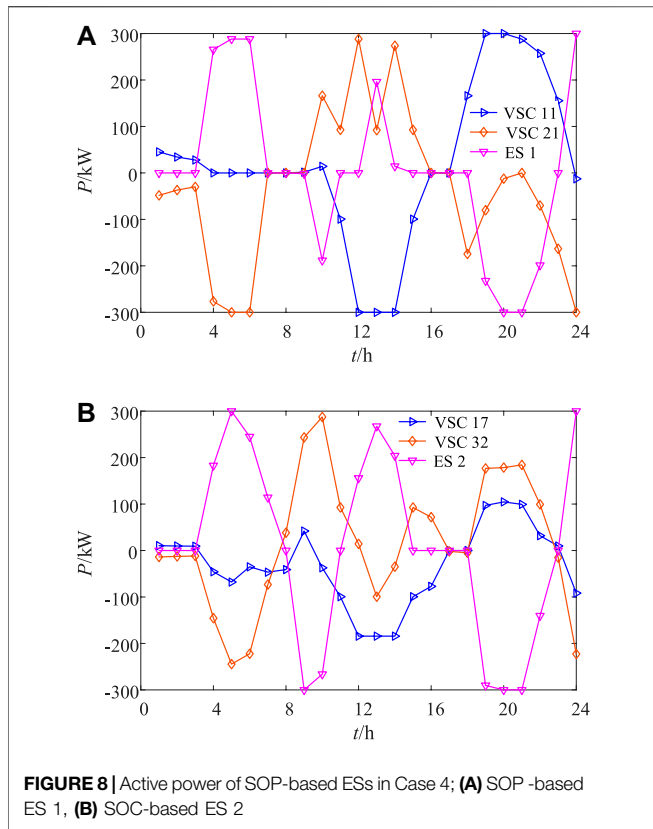 A
300
200
100
0
-100
-200
-300
P/kW
VSC 11
VSC 21
ES 1
0 4 8 12 16 20 24
t/h
B
300
200
100
0
-100
-200
-300
P/kW
VSC 17
VSC 32
ES 2
0 4 8 12 16 20 24
t/h
FIGURE 8 | Active power of SOP-based ESs in Case 4; (A) SOP -based
ES 1, (B) SOC-based ES 2